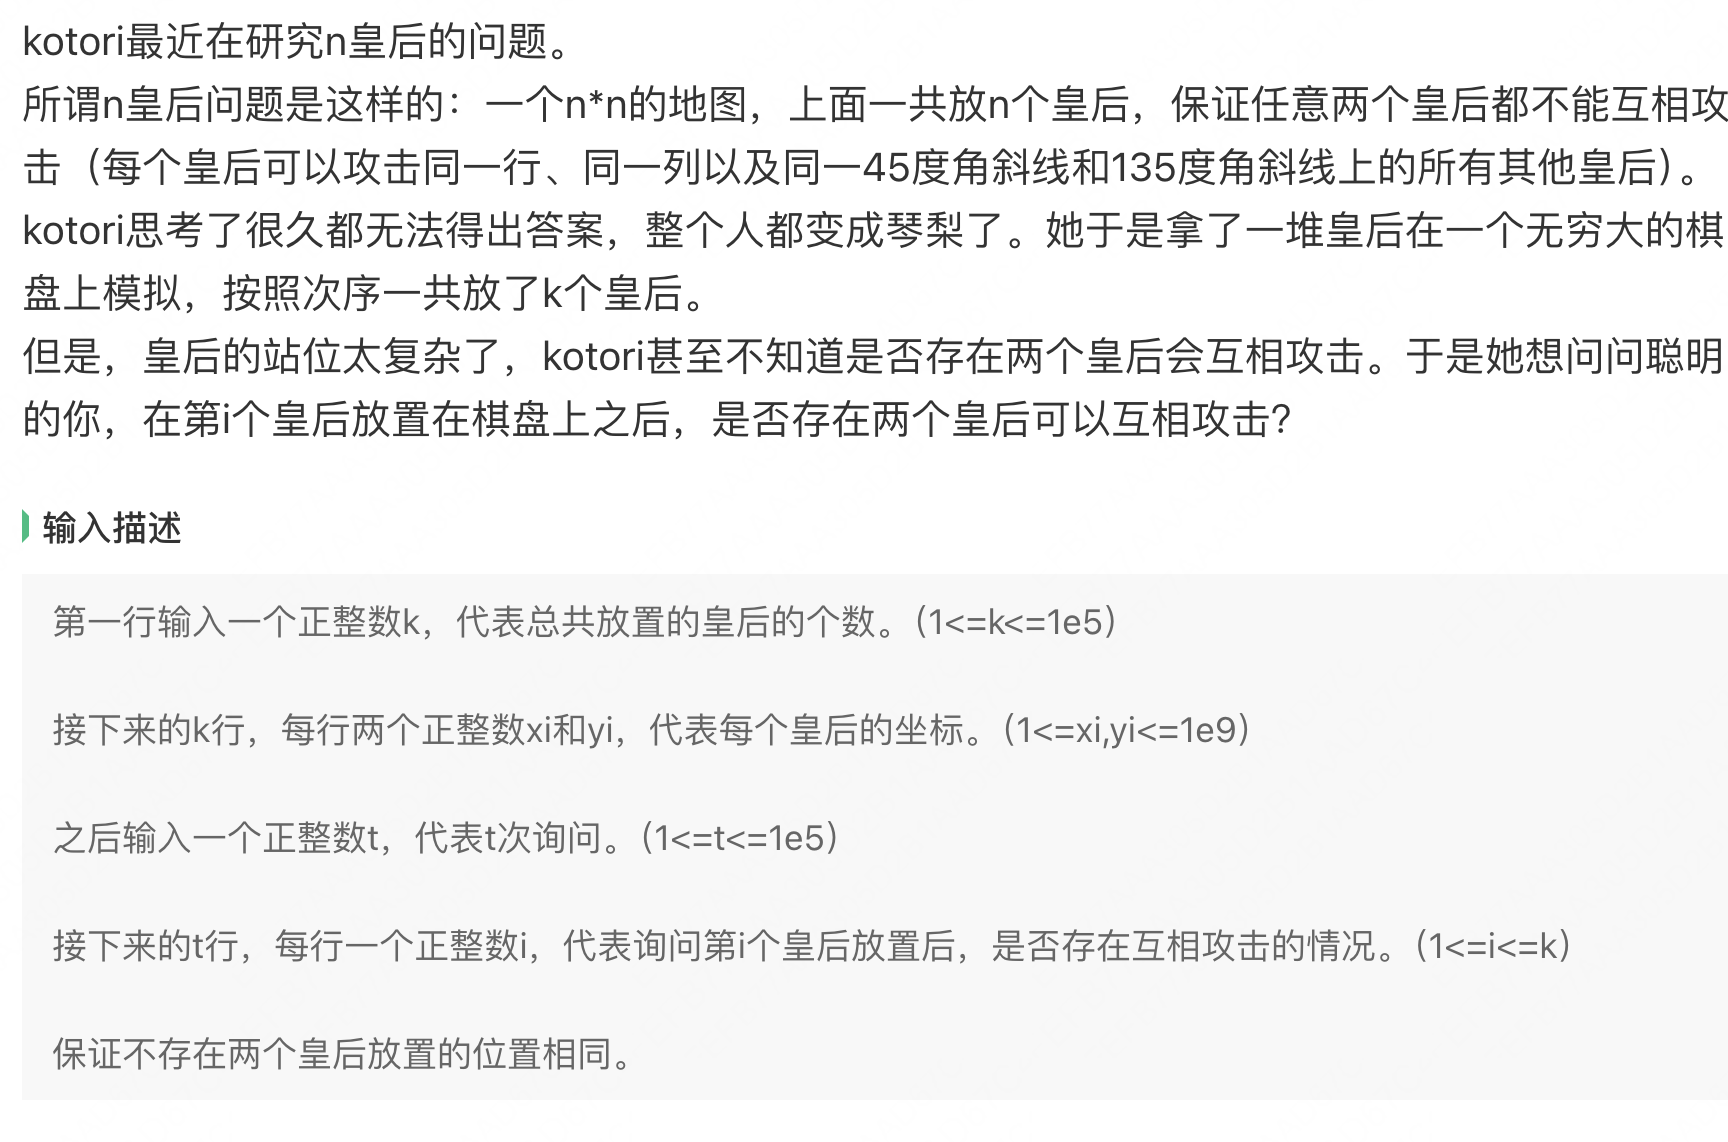 kotori最近在研究n皇后的问题。
所谓n皇后问题是这样的：一个n*n的地图，上面一共放n个皇后，保证任意两个皇后都不能互相攻
击（每个皇后可以攻击同一行、同一列以及同一45度角斜线和135度角斜线上的所有其他皇后）。
kotori思考了很久都无法得出答案，整个人都变成琴梨了。她于是拿了一堆皇后在一个无穷大的棋
盘上模拟，按照次序一共放了k个皇后。
但是，皇后的站位太复杂了，kotori甚至不知道是否存在两个皇后会互相攻击。于是她想问问聪明
的你，在第i个皇后放置在棋盘上之后，是否存在两个皇后可以互相攻击？
输入描述
第一行输入一个正整数k，代表总共放置的皇后的个数。（1<=k<=1e5）
接下来的k行，每行两个正整数xi和yi，代表每个皇后的坐标。（1<=xi,yi<=1e9）
之后输入一个正整数t，代表t次询问。（1<=t<=1e5）
接下来的t行，每行一个正整数i，代表询问第i个皇后放置后，是否存在互相攻击的情况。（1<=i<=k）
保证不存在两个皇后放置的位置相同。